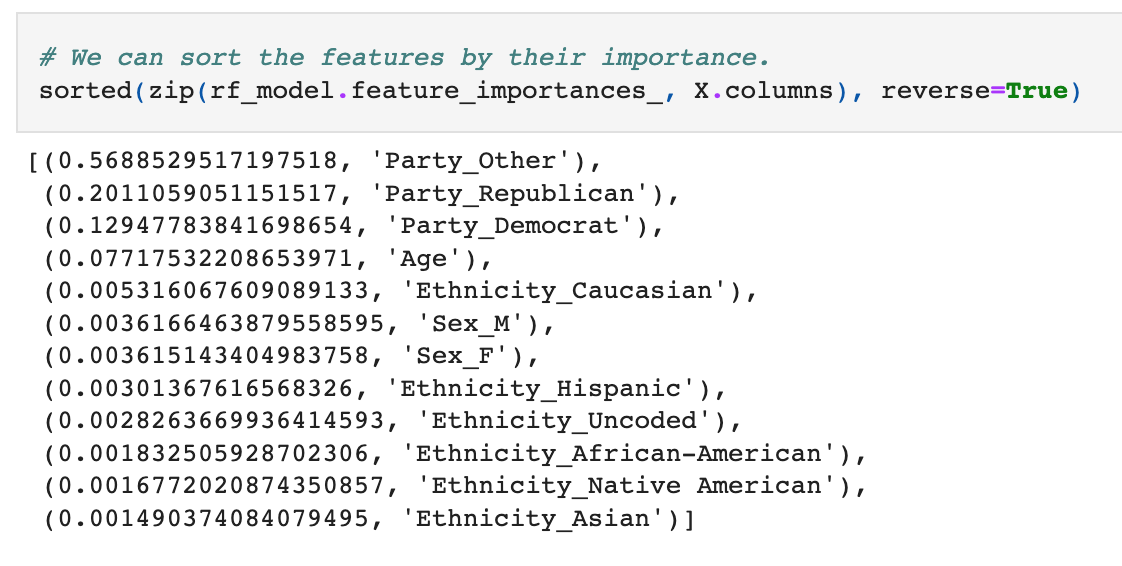 # We can sort the features by their importance.
sorted(zip(rf_model.feature_importances_, X.columns), reverse=True)
[(0.5688529517197518, 'Party_Other'),
(0.2011059051151517, 'Party_Republican'),
(0.12947783841698654, 'Party_Democrat'),
(0.07717532208653971, 'Age'),
(0.005316067609089133, 'Ethnicity_Caucasian'),
(0.0036166463879558595, 'Sex_M'),
(0.003615143404983758, 'Sex_F'),
(0.00301367616568326, 'Ethnicity_Hispanic'),
(0.0028263669936414593, 'Ethnicity_Uncoded'),
(0.001832505928702306, 'Ethnicity_African-American'),
(0.0016772020874350857, 'Ethnicity_Native American'),
(0.001490374084079495, 'Ethnicity_Asian')]